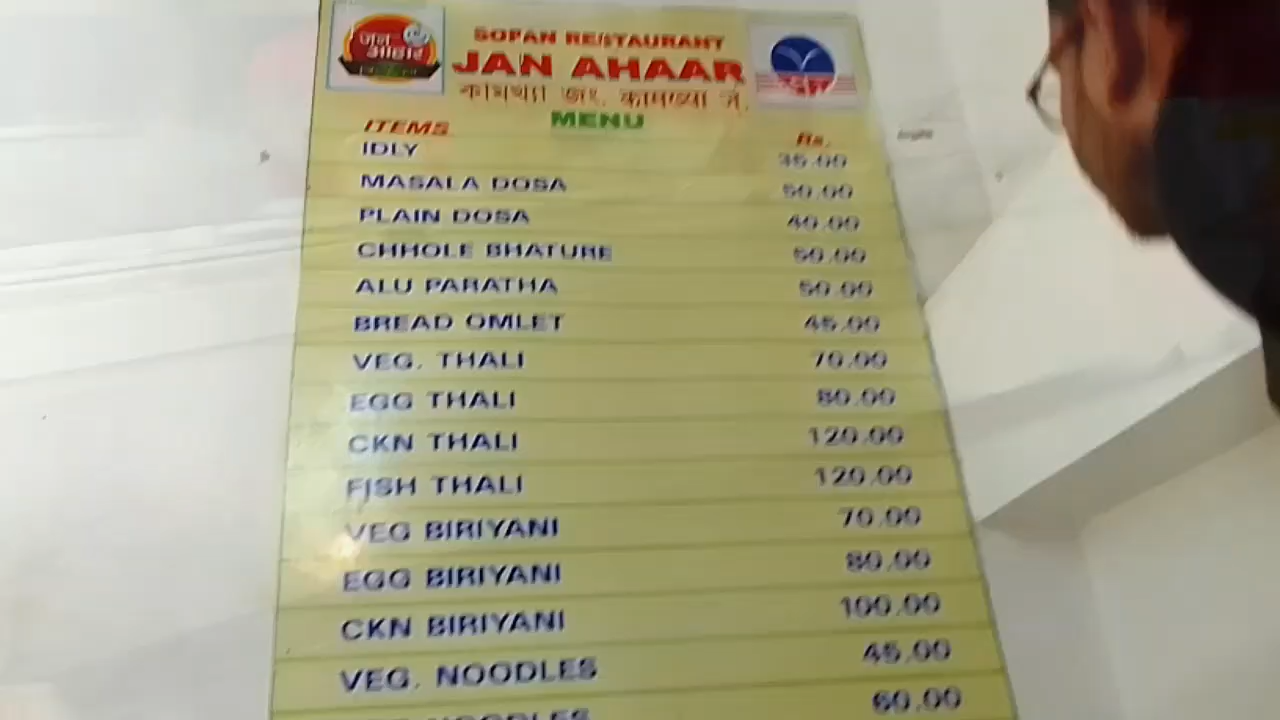 जन
आहार
SOPAN RESTAURANT
JAN AHAAR
কামাখ্যা জং. कामाख्या जं.
MENU
ITEMS Rs.
IDLY 35.00
MASALA DOSA 50.00
PLAIN DOSA 40.00
CHHOLE BHATURE 50.00
ALU PARATHA 50.00
BREAD OMLET 45.00
VEG. THALI 70.00
EGG THALI 80.00
CKN THALI 120.00
FISH THALI 120.00
VEG BIRIYANI 70.00
EGG BIRIYANI 80.00
CKN BIRIYANI 100.00
VEG. NOODLES 45.00
NOODLES 60.00